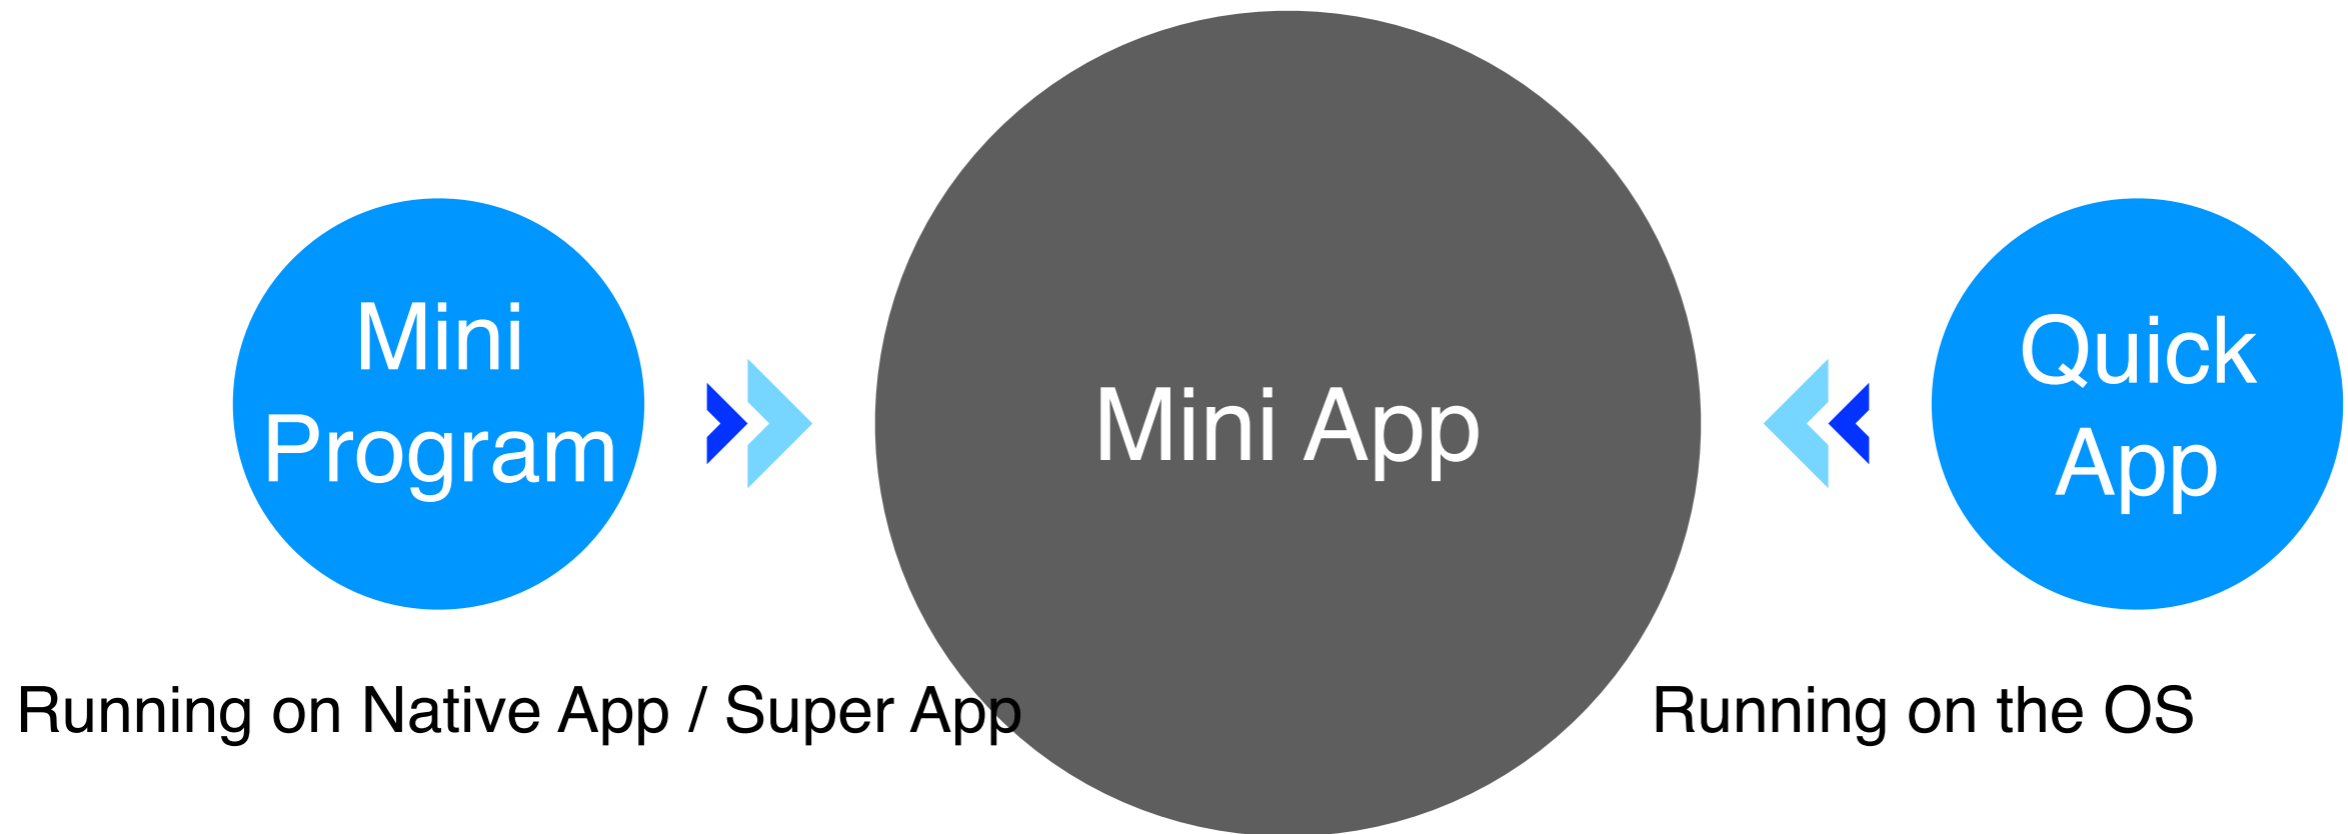 Mini
Program
Mini App
Quick
App
Running on Native App / Super App
Running on the OS